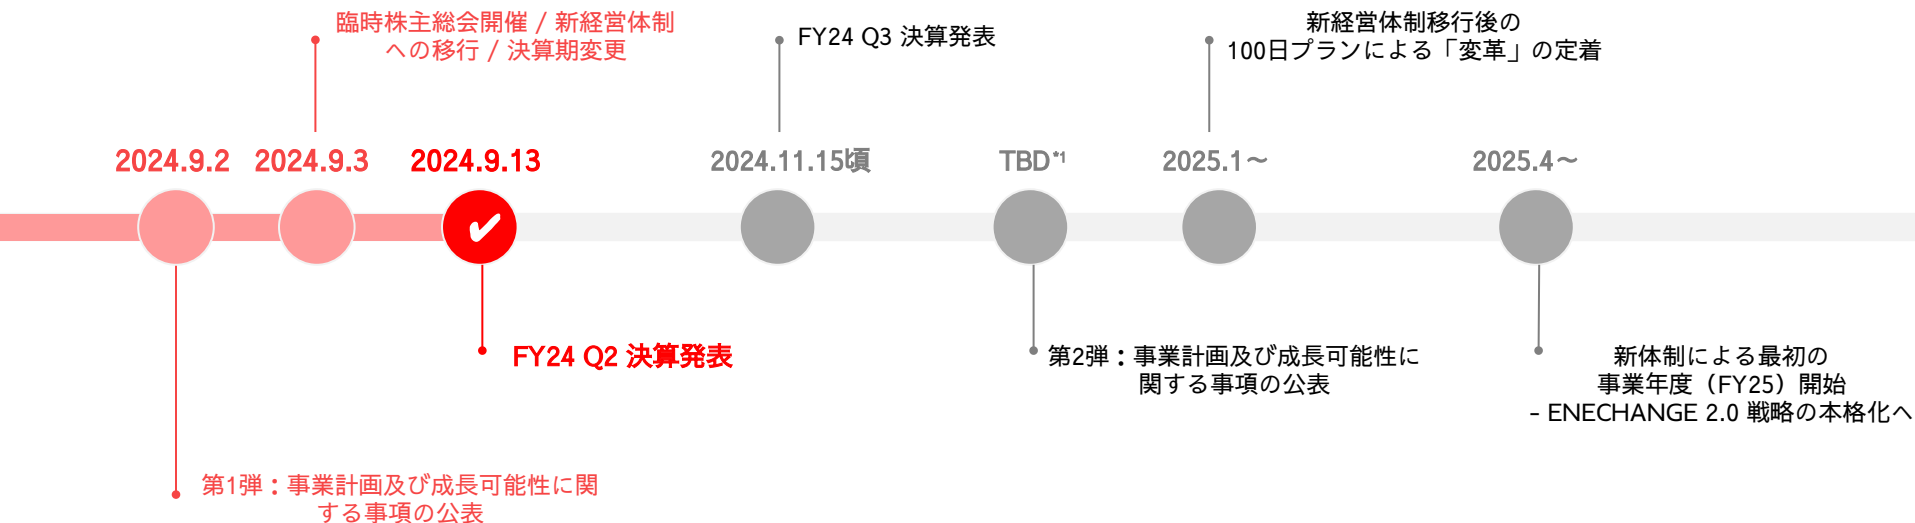 臨時株主総会開催 / 新経営体制
への移行 / 決算期変更
FY24 Q3 決算発表
新経営体制移行後の
100日プランによる「変革」の定着
2024.9.2
2024.9.3
2024.9.13
2024.11.15頃
TBD*1
2025.1～
2025.4～
FY24 Q2 決算発表
第2弾：事業計画及び成長可能性に
関する事項の公表
新体制による最初の
事業年度（FY25）開始
- ENECHANGE 2.0 戦略の本格化へ
第1弾：事業計画及び成長可能性に関
する事項の公表